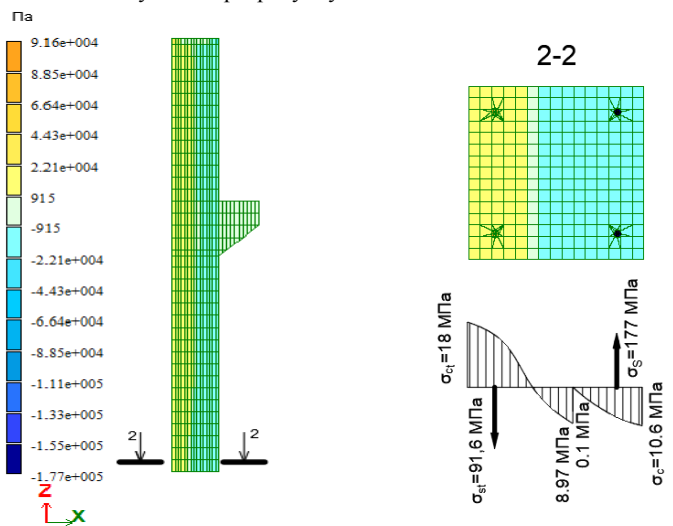 Па
9.16e+004
8.85e+004
6.64e+004
4.43e+004
2.21e+004
915
-915
-2.21e+004
-4.43e+004
-6.64e+004
-8.85e+004
-1.11e+005
-1.33e+005
-1.55e+005
-1.77e+005
Z
X
2
2
2-2
σct=18 МПа
σst=91,6 МПа
8.97 МПа
0.1 МПа
σS=177 МПа
σc=10.6 МПа